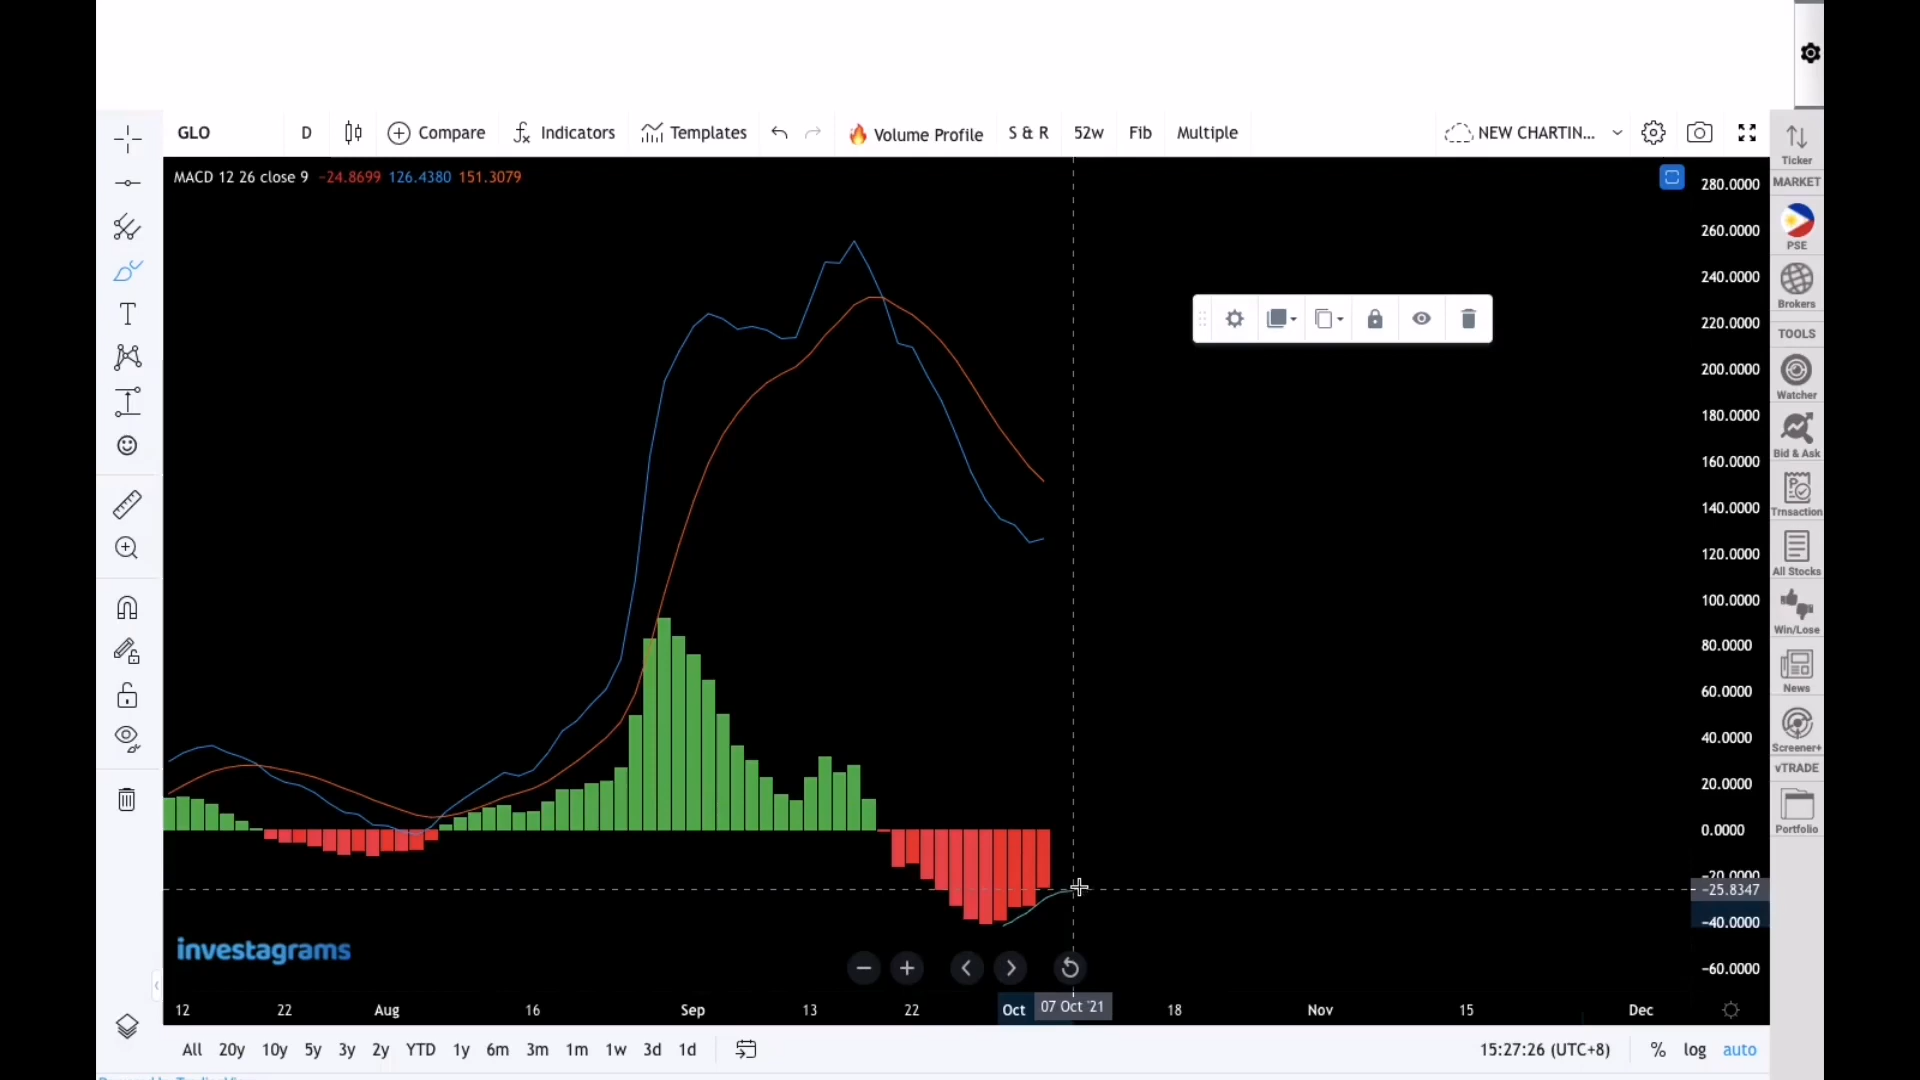 GLO
D
Compare
Indicators
Templates
Volume Profile
S & R
52w
Fib
Multiple
NEW CHARTIN...
MACD 12 26 close 9 −24.8699 126.4380 151.3079
280.0000
260.0000
240.0000
220.0000
200.0000
180.0000
160.0000
140.0000
120.0000
100.0000
80.0000
60.0000
40.0000
20.0000
0.0000
−20.0000
−25.8347
−40.0000
−60.0000
Ticker
MARKET
PSE
Brokers
TOOLS
Watcher
Bid & Ask
Trnsaction
All Stocks
Win/Lose
News
Screener+
vTRADE
Portfolio
investagrams
12
22
Aug
16
Sep
13
22
Oct
07 Oct '21
18
Nov
15
Dec
All 20y 10y 5y 3y 2y YTD 1y 6m 3m 1m 1w 3d 1d
15:27:26 (UTC+8)
% log auto